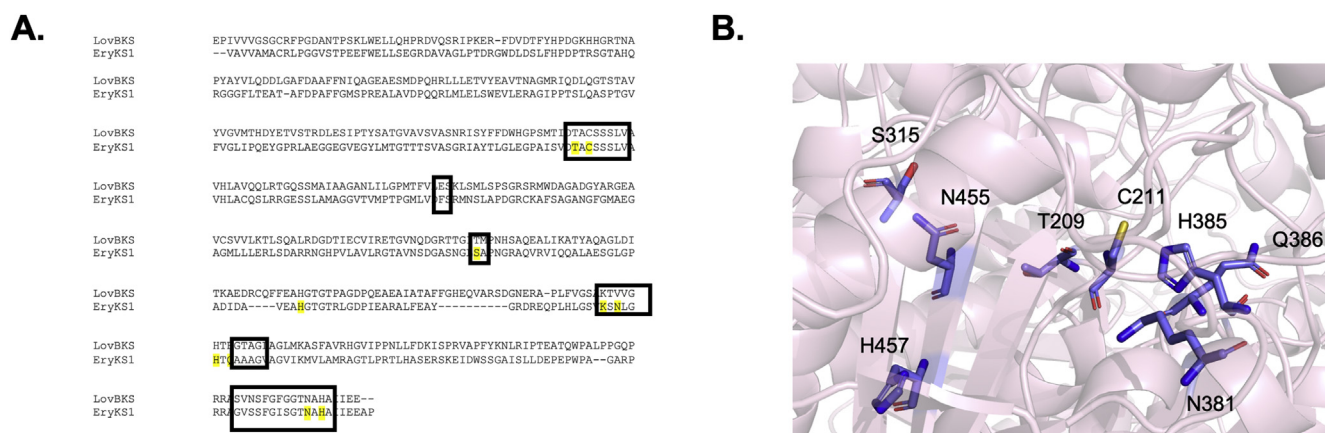 A.
LovBKS EPIVVVGSGCRFPGDANTPSKLWELLQHPRDVQSRIPKER-FDVDTFYHPDGKHHGRTNA
EryKS1 --VAVVAMACRLPGGVSTPEEFWELLSEGRDAVAGLPTDRGWDLDSLFHPDPTRSGTAHQ
LovBKS PYAYVLQDDLGAFDAAFFNIQAGEAESMDPQHRLLLETVYEAVTNAGMRIQDLQGTSTAV
EryKS1 RGGGFLTEAT-AFDPAFFGMSPREALAVDPQQRLMLELSWEVLERAGIPPTSLQASPTGV
LovBKS YVGVMTHDYETVSTRDLESIPTYSATGVAVSVASNRISYFFDWHGPSMTIDTACSSSLVA
EryKS1 FVGLIPQEYGPRLAEGGEGVEGYLMTGTTTSVASGRIAYTLGLEGPAISVDTACSSSLVA
LovBKS VHLAVQQLRTGQSSMAIAAGANLILGPMTFVLESKLSMLSPSGRSRMWDAGADGYARGEA
EryKS1 VHLACQSLRRGESSLAMAGGVTVMPTPGMLVDFSRMNSLAPDGRCKAFSAGANGFGMAEG
LovBKS VCSVVLKTLSQALRDGDTIECVIRETGVNQDGRTTGITMPNHSAQEALIKATYAQAGLDI
EryKS1 AGMLLLERLSDARRNGHPVLAVLRGTAVNSDGASNGLSAPNGRAQVRVIQQALAESGLGP
LovBKS TKAEDRCQFFEAHGTGTPAGDPQEAEAIATAFFGHEQVARSDGNERA-PLFVGSAKTVVG
EryKS1 ADIDA---VEAHGTGTRLGDPIEARALFEAY---------GRDREQPLHLGSVKSNLG
LovBKS HTEGTAGLAGLMKASFAVRHGVIPPNLLFDKISPRVAPFYKNLRIPTEATQWPALPPGQP
EryKS1 HTQAAAGVAGVIKMVLAMRAGTLPRTLHASERSKEIDWSSGAISLLDEPEPWPA--GARP
LovBKS RRASVNSFGFGGTNAHAIIEE--
EryKS1 RRAGVSSFGISGTNAHAIIEEAP
B.
S315
N455
C211
T209
H385
Q386
H457
N381